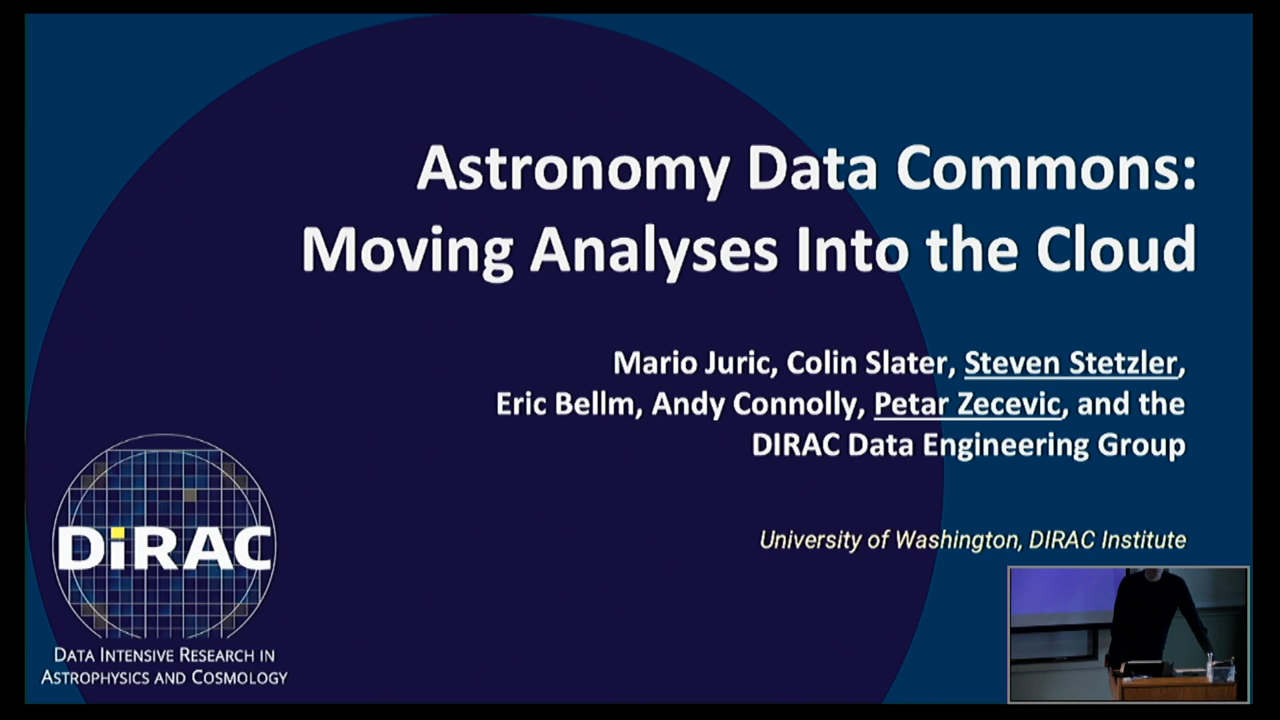 Astronomy Data Commons:
Moving Analyses Into the Cloud
Mario Juric, Colin Slater, Steven Stetzler,
Eric Bellm, Andy Connolly, Petar Zecevic, and the
DIRAC Data Engineering Group
University of Washington, DIRAC Institute
DiRAC
DATA INTENSIVE RESEARCH IN
ASTROPHYSICS AND COSMOLOGY